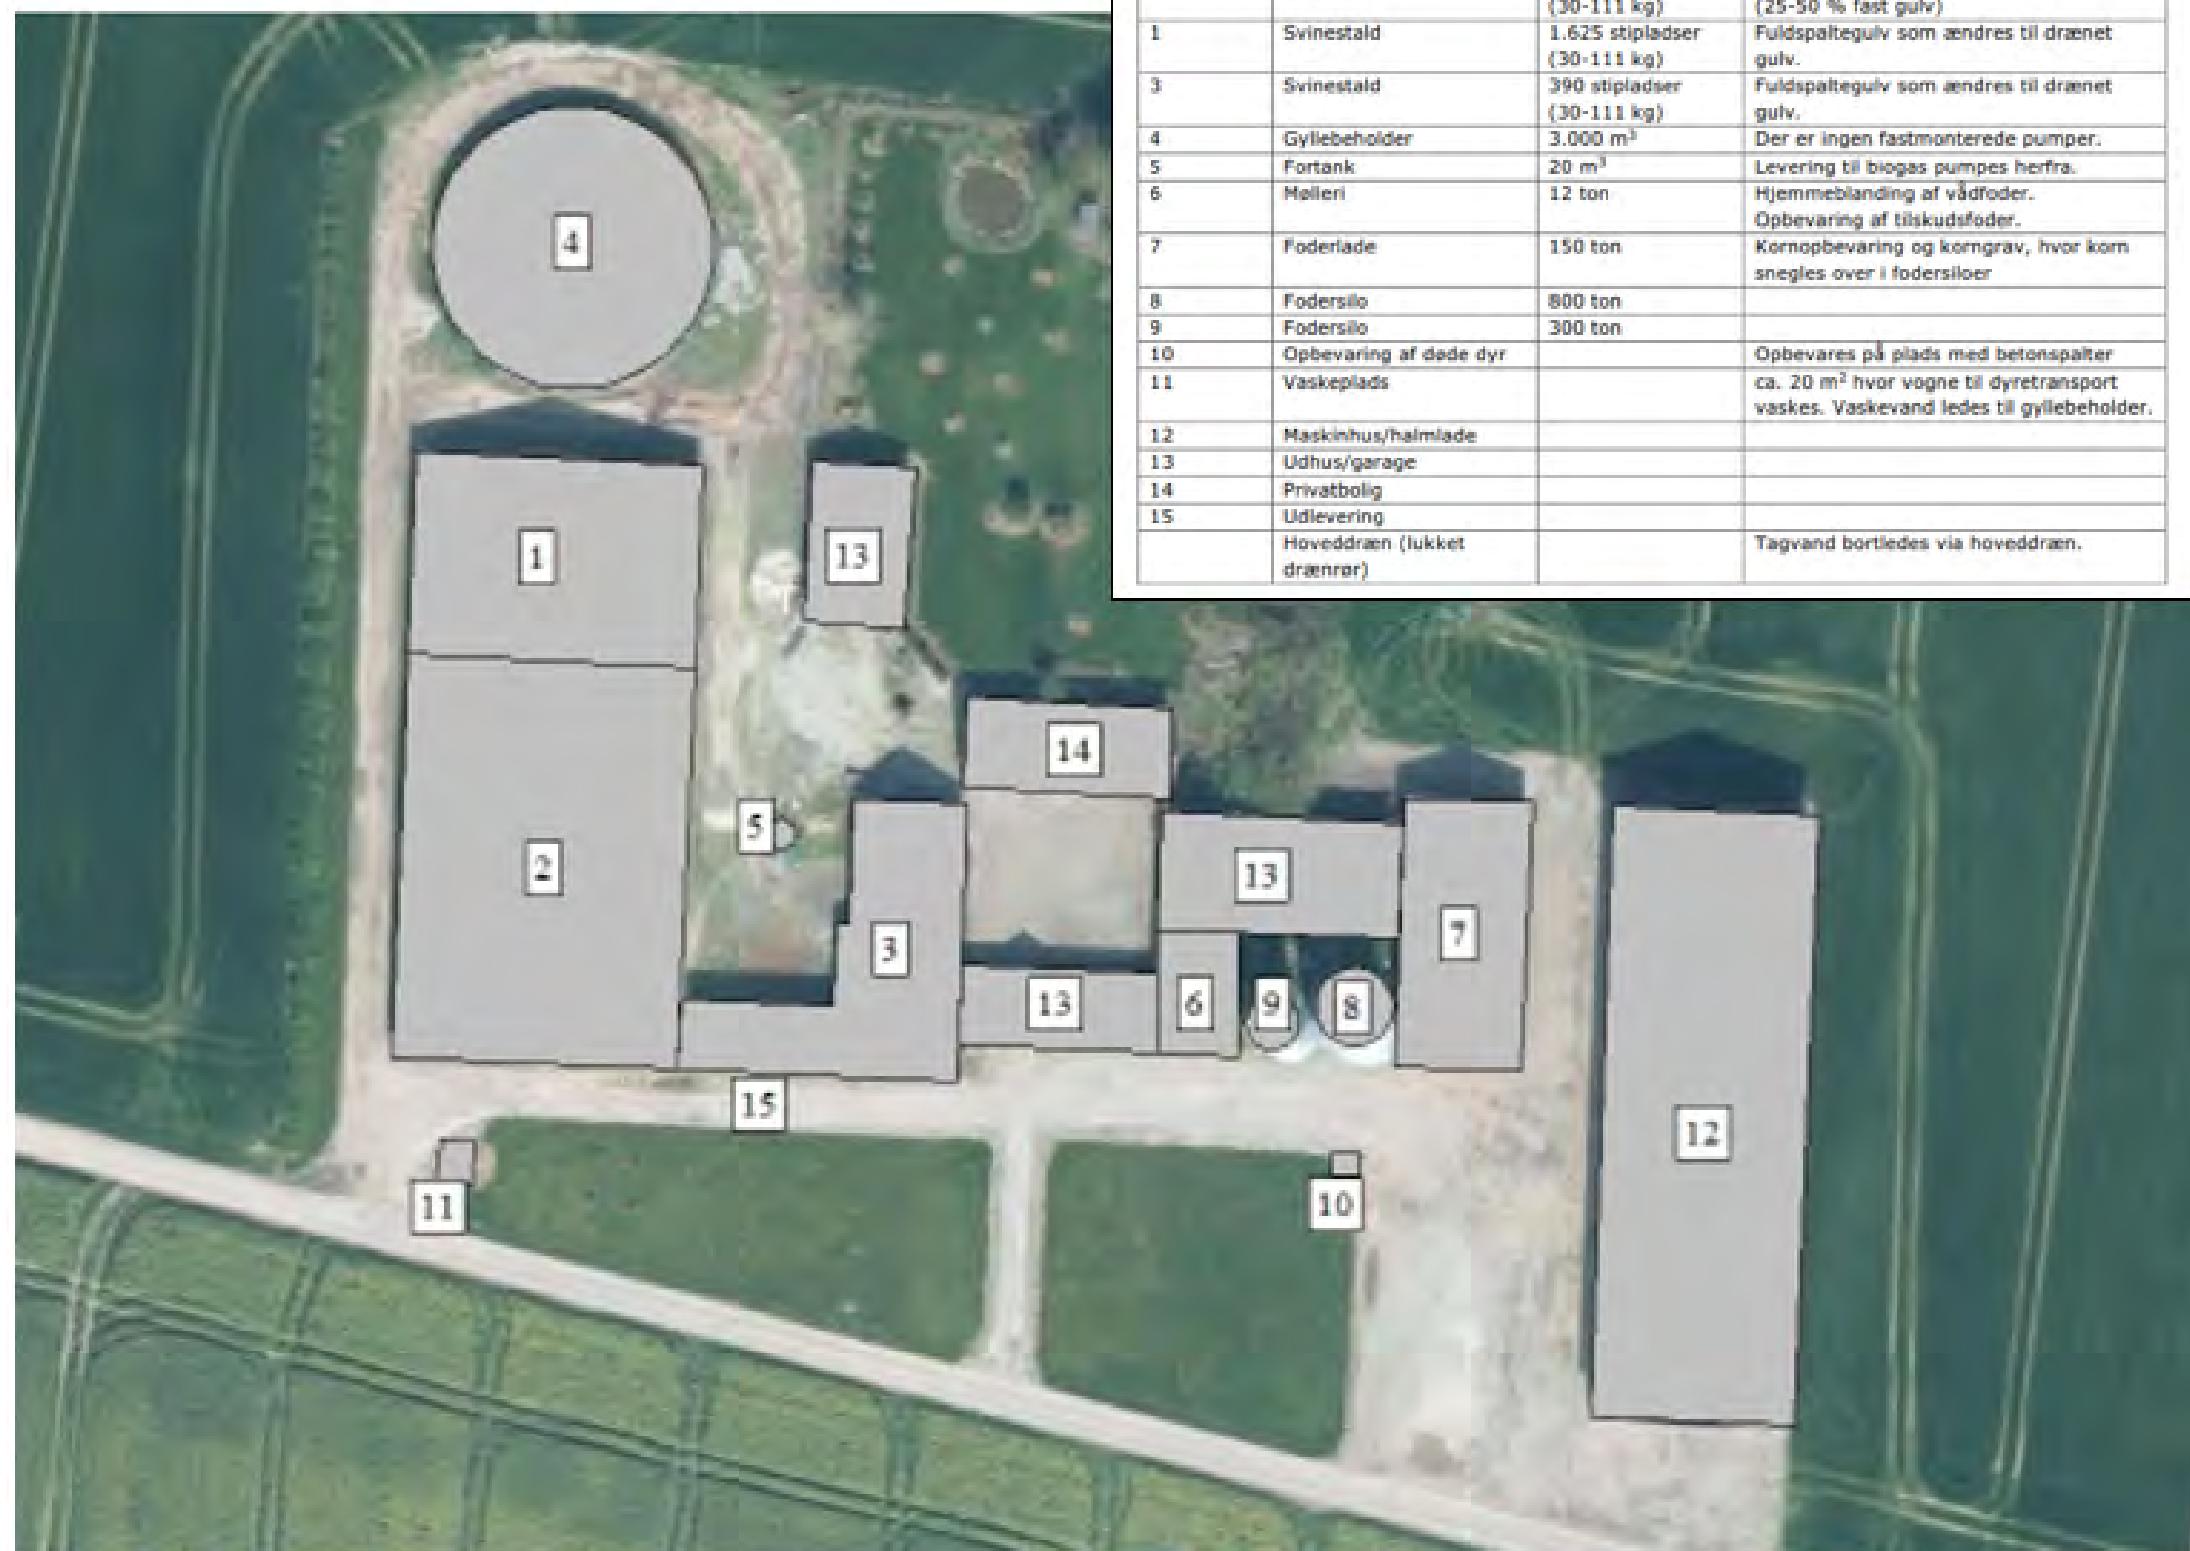 (30-111 kg) (25-50 % fast gulv)
1 Svinestald 1.625 stipladser Fuldspaltegulv som ændres til drænet
(30-111 kg) gulv.
3 Svinestald 390 stipladser Fuldspaltegulv som ændres til drænet
(30-111 kg) gulv.
4 Gyllebeholder 3.000 m³ Der er ingen fastmonterede pumper.
5 Fortank 20 m³ Levering til biogas pumpes herfra.
6 Mølleri 12 ton Hjemmeblanding af vådfoder.
Opbevaring af tilskudsfoder.
7 Foderlade 150 ton Kornopbevaring og korngrav, hvor korn
snegles over i fodersiloer
8 Fodersilo 800 ton
9 Fodersilo 300 ton
10 Opbevaring af døde dyr Opbevares på plads med betonspalter
11 Vaskeplads ca. 20 m² hvor vogne til dyretransport
vaskes. Vaskevand ledes til gyllebeholder.
12 Maskinhus/halmlade
13 Udhus/garage
14 Privatbolig
15 Udlevering
Hoveddræn (lukket Tagvand bortledes via hoveddræn.
drænrør)
4
1
13
14
5
2
13
3
7
13
6
9
8
15
12
11
10